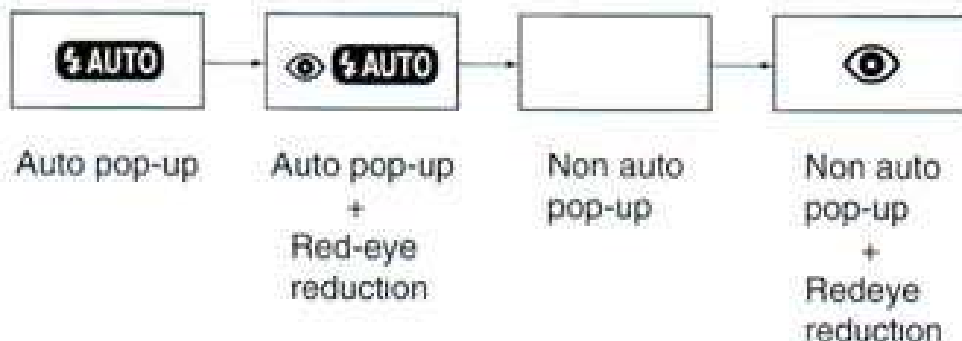 AUTO
AUTO
Auto pop-up
Auto pop-up
+
Red-eye
reduction
Non auto
pop-up
Non auto
pop-up
+
Redeye
reduction